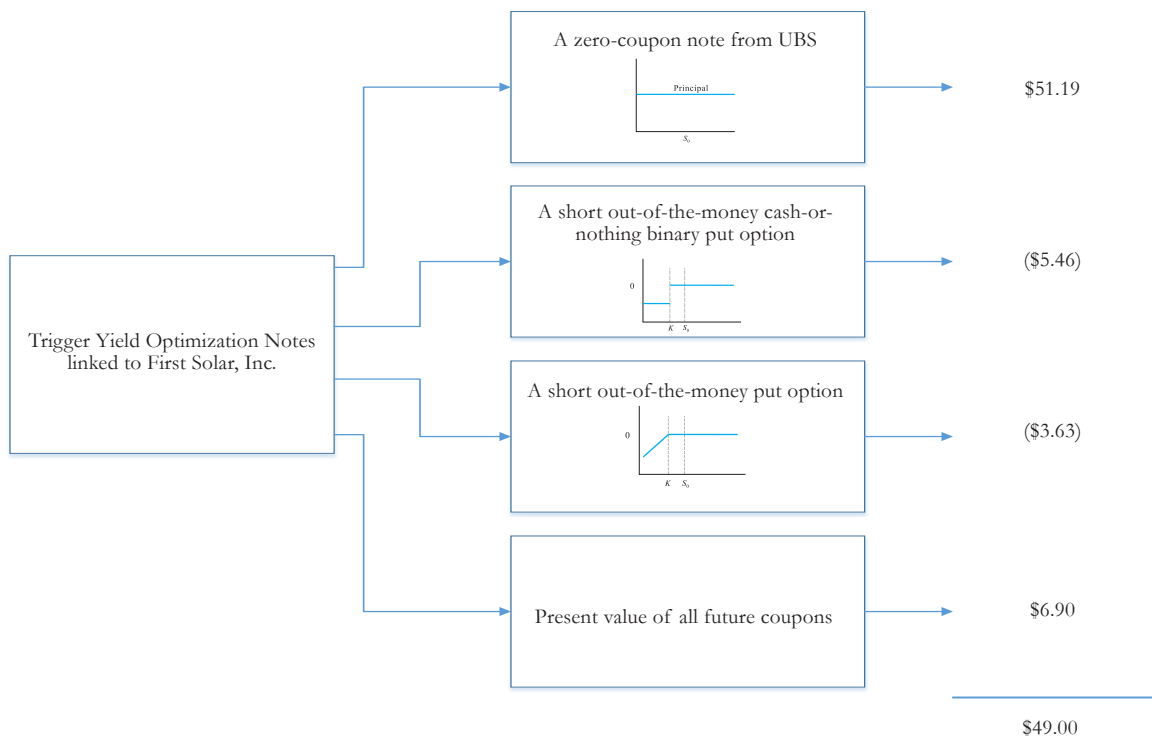 A zero-coupon note from UBS
Principal
S0
$51.19
A short out-of-the-money cash-or-
nothing binary put option
0
K S0
($5.46)
Trigger Yield Optimization Notes
linked to First Solar, Inc.
A short out-of-the-money put option
0
K S0
($3.63)
Present value of all future coupons
$6.90
$49.00